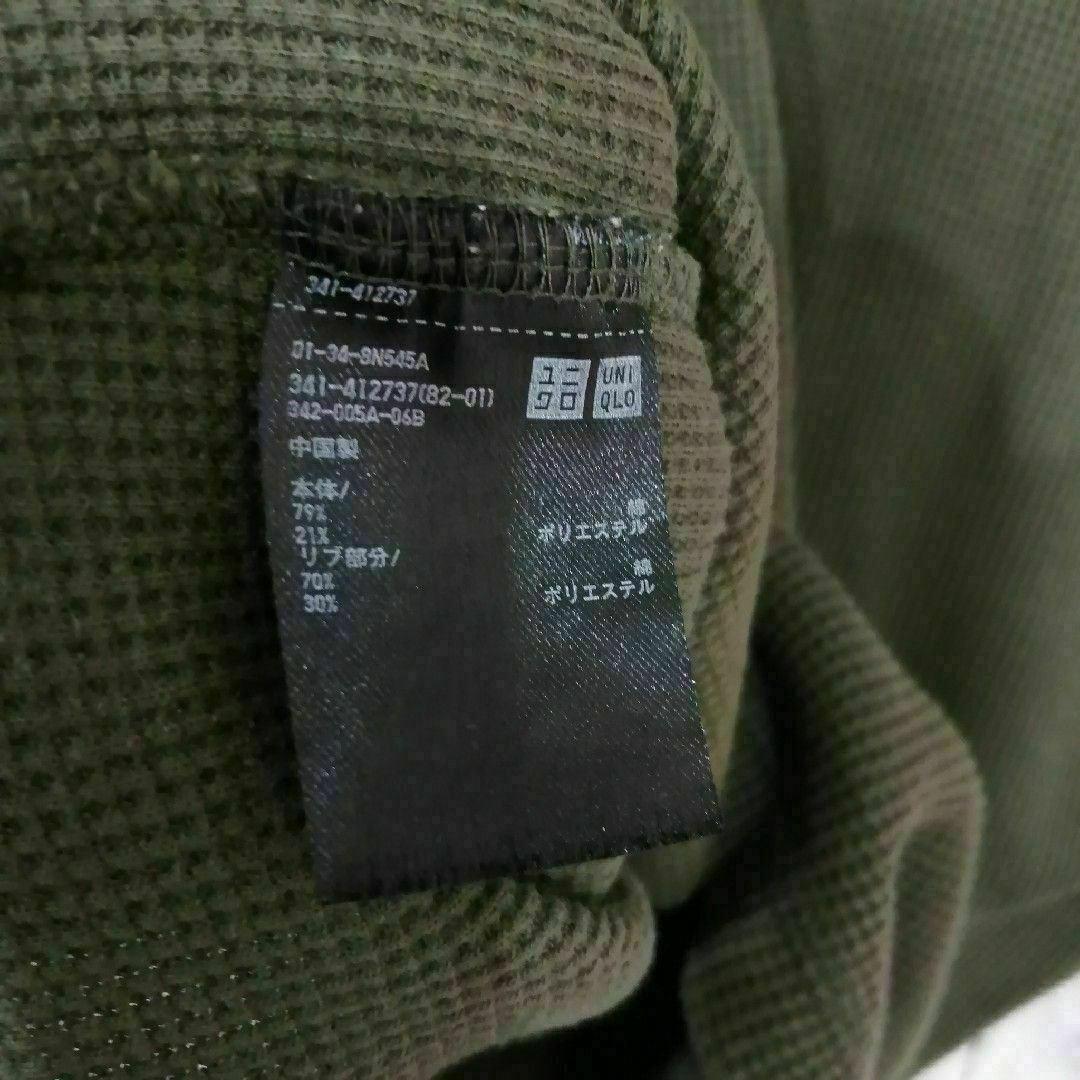 341-412737
01-34-9N545A
341-412737(82-01)
342-005A-06B
ユニ
クロ
UNI
QLO
中国製
本体/
79% 綿
21% ポリエステル
リブ部分/
70% 綿
30% ポリエステル